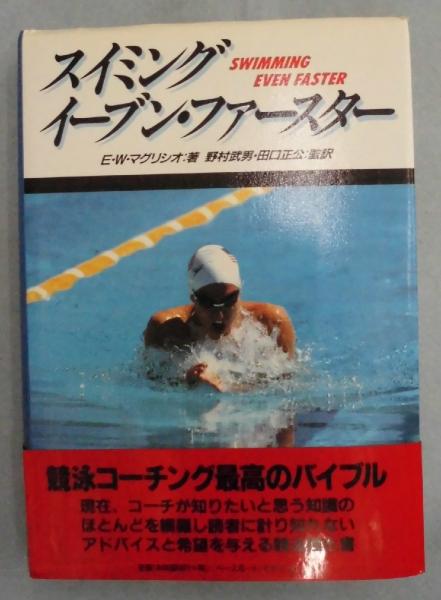 スイミング
SWIMMING
EVEN FASTER
イーブン・ファースター
E・W・マグリシオ:著 野村武男・田口正公:監訳
競泳コーチング最高のバイブル
現在、コーチが知りたいと思う知識の
ほとんどを網羅し読者に計り知れない
アドバイスと希望を与える